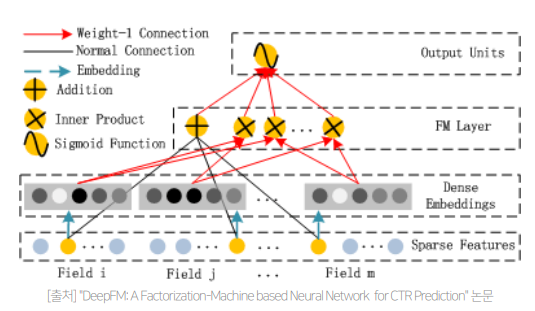 Weight-1 Connection
Normal Connection
Embedding
Addition
Inner Product
Sigmoid Function
Output Units
...
FM Layer
...
Dense
Embeddings
... ... ... ...
Sparse Features
Field i Field j ... Field m
[출처] "DeepFM: A Factorization-Machine based Neural Network for CTR Prediction" 논문